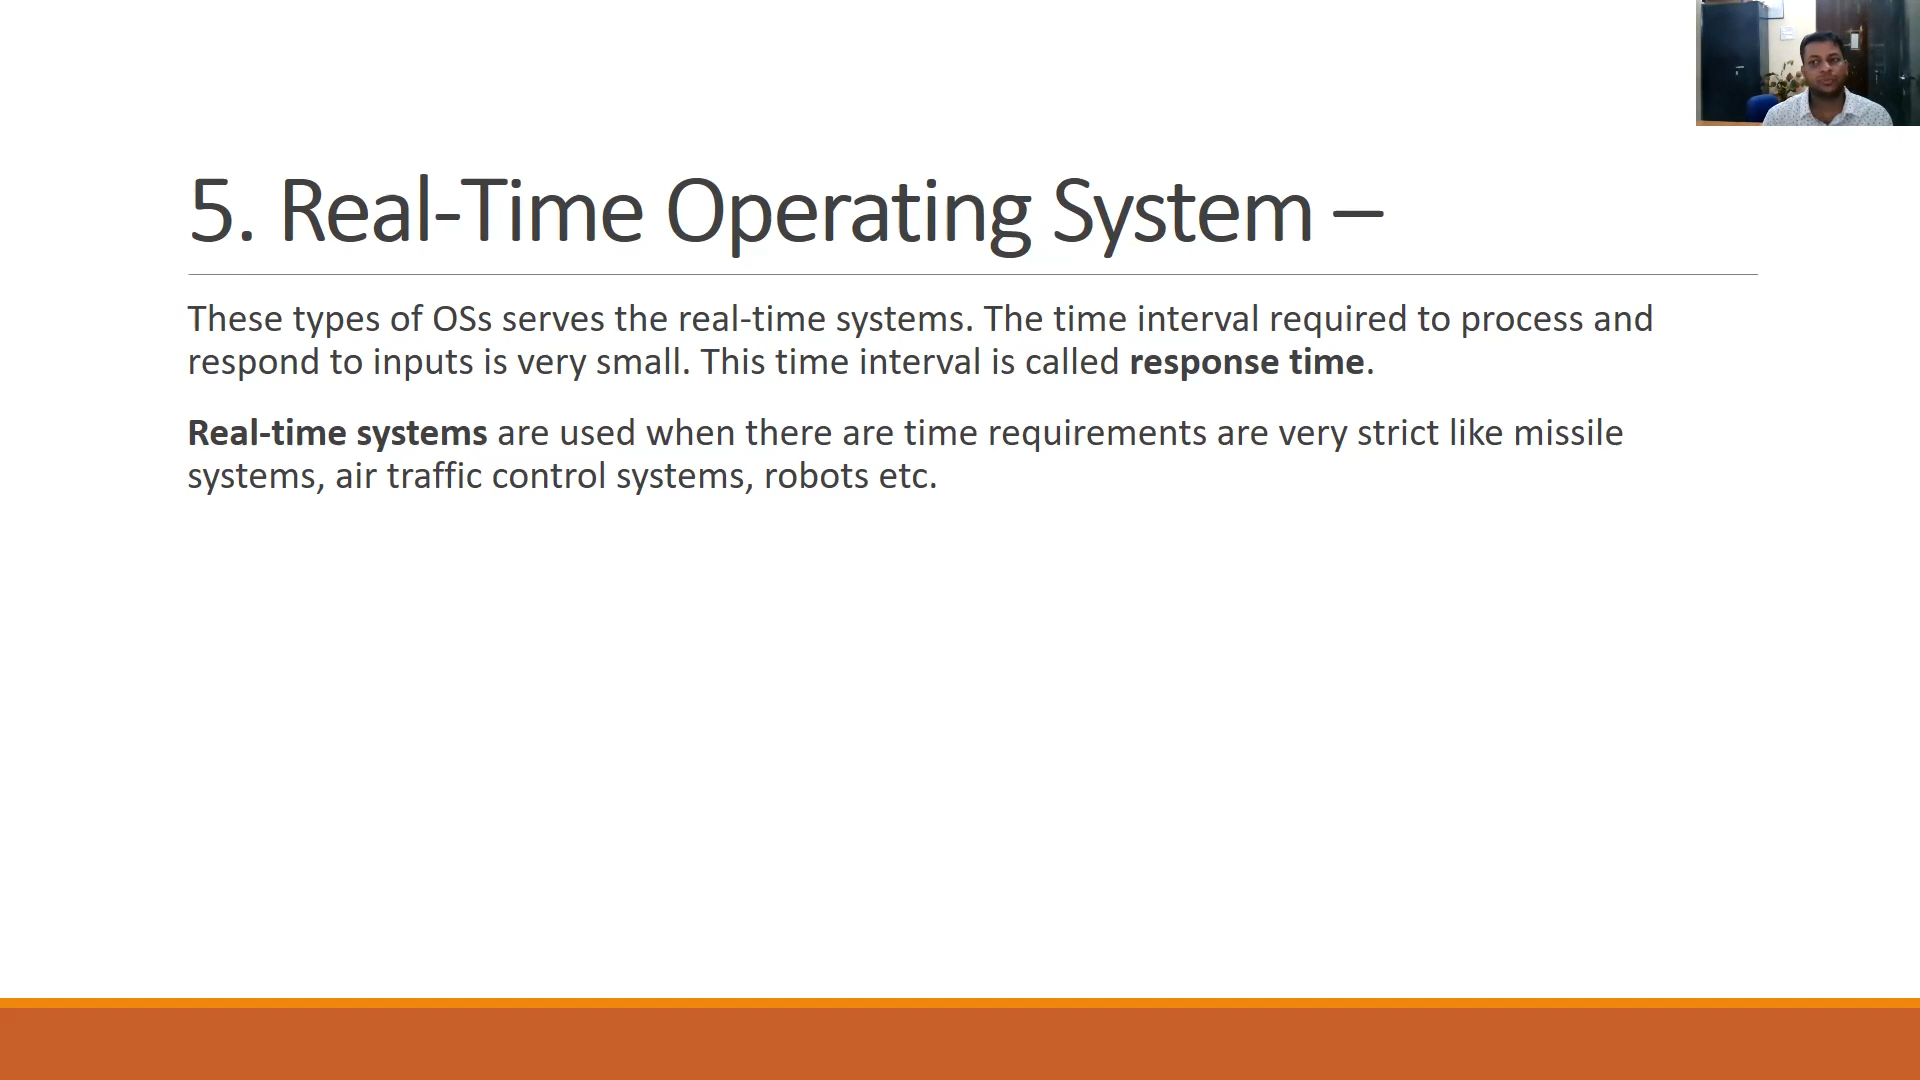 5. Real-Time Operating System –
These types of OSs serves the real-time systems. The time interval required to process and
respond to inputs is very small. This time interval is called response time.
Real-time systems are used when there are time requirements are very strict like missile
systems, air traffic control systems, robots etc.